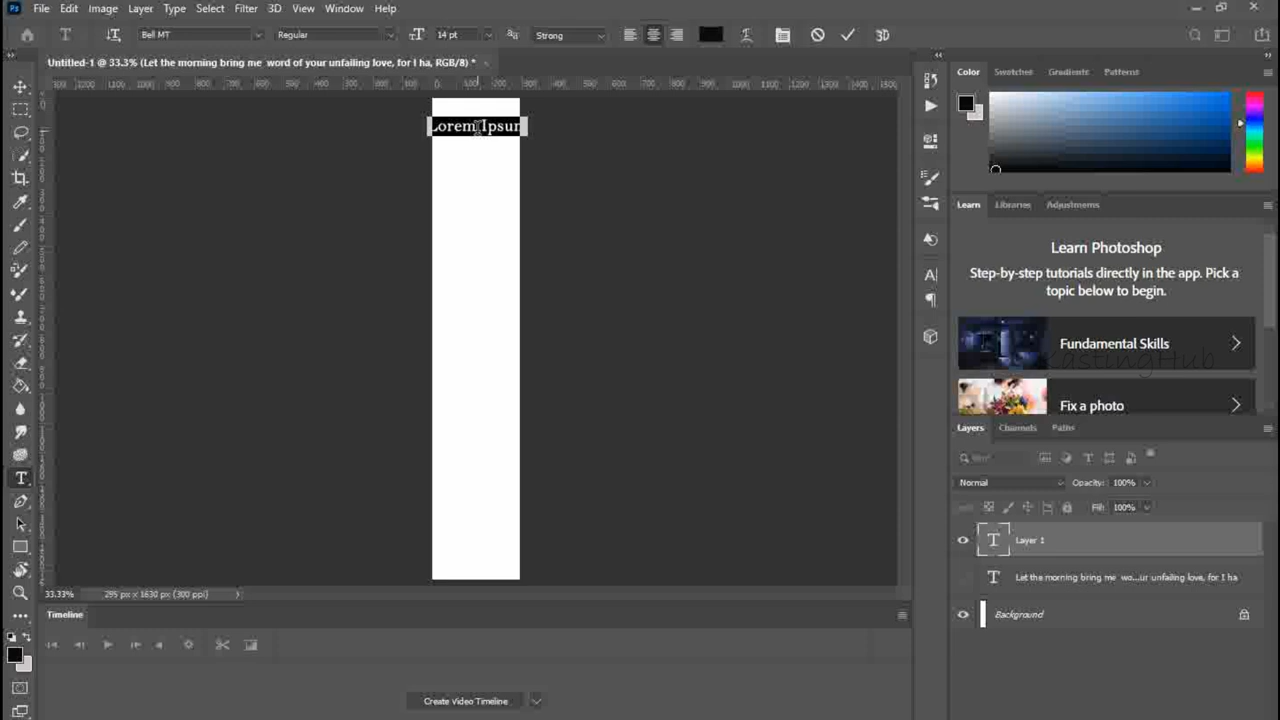 Ps File Edit Image Layer Type Select Filter 3D View Window Help
T Bell MT Regular 14 pt Strong 3D
Untitled-1 @ 33.3% (Let the morning bring me word of your unfailing love, for I ha, RGB/8) *
Color Swatches Gradients Patterns
Lorem Ipsum
Learn Libraries Adjustments
Learn Photoshop
Step-by-step tutorials directly in the app. Pick a
topic below to begin.
Fundamental Skills
Fix a photo
Layers Channels Paths
Normal Opacity: 100%
Fill: 100%
T Layer 1
T Let the morning bring me wo...ur unfailing love, for I ha
Background
33.33% 295 px x 1630 px (300 ppi)
Timeline
Create Video Timeline